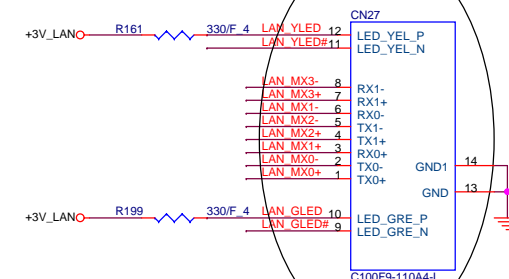 CN27
+3V_LAN R161 330/F_4 LAN_YLED 12 LED_YEL_P
LAN_YLED# 11 LED_YEL_N
LAN_MX3- 8 RX1-
LAN_MX3+ 7 RX1+
LAN_MX1- 6 RX0-
LAN_MX2- 5 TX1-
LAN_MX2+ 4 TX1+
LAN_MX1+ 3 RX0+
LAN_MX0- 2 TX0- GND1 14
LAN_MX0+ 1 TX0+
GND 13
+3V_LAN R199 330/F_4 LAN_GLED 10 LED_GRE_P
LAN_GLED# 9 LED_GRE_N
C100F9-110A4-L